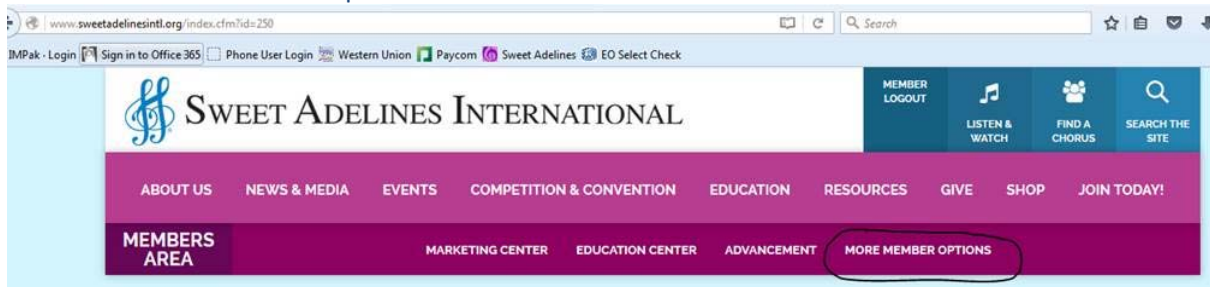 www.sweetadelinesintl.org/index.cfm?id=250 Search
IMPak - Login Sign in to Office 365 Phone User Login Western Union Paycom Sweet Adelines EO Select Check
SWEET ADELINES INTERNATIONAL
MEMBER
LOGOUT
LISTEN &
WATCH
FIND A
CHORUS
SEARCH THE
SITE
ABOUT US NEWS & MEDIA EVENTS COMPETITION & CONVENTION EDUCATION RESOURCES GIVE SHOP JOIN TODAY!
MEMBERS
AREA
MARKETING CENTER EDUCATION CENTER ADVANCEMENT MORE MEMBER OPTIONS